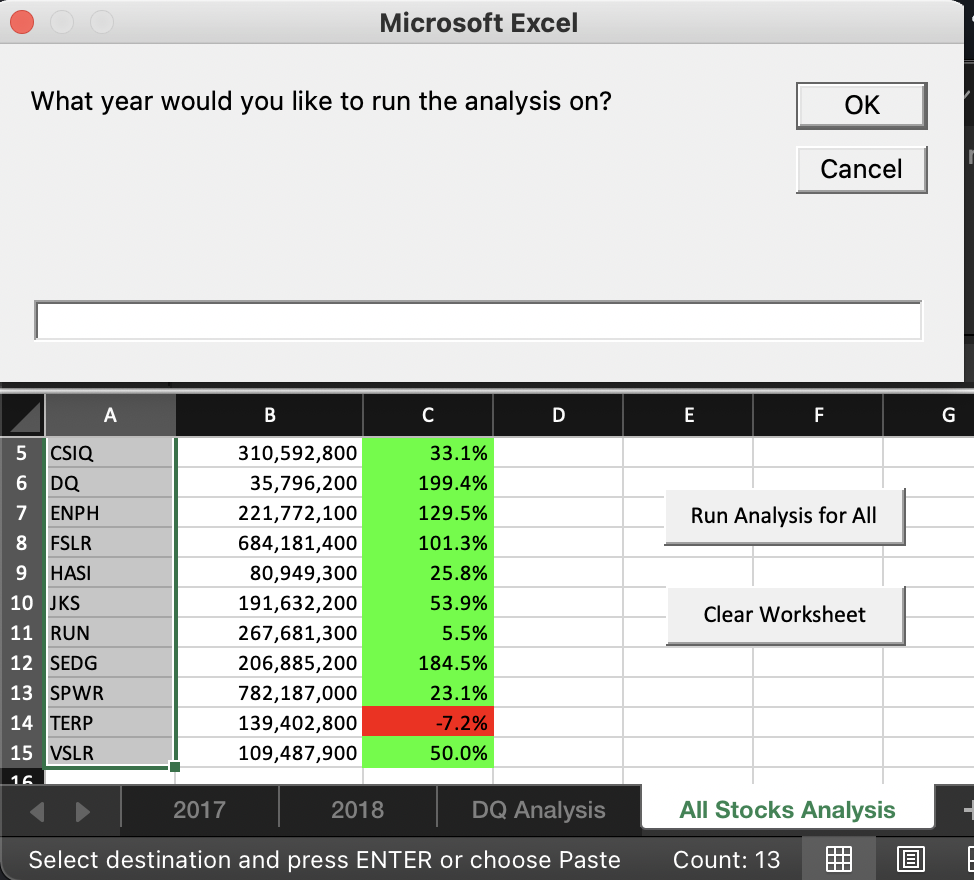 Microsoft Excel
What year would you like to run the analysis on?
OK
Cancel
A B C D E F G
5 CSIQ 310,592,800 33.1%
6 DQ 35,796,200 199.4%
7 ENPH 221,772,100 129.5%
8 FSLR 684,181,400 101.3%
9 HASI 80,949,300 25.8%
10 JKS 191,632,200 53.9%
11 RUN 267,681,300 5.5%
12 SEDG 206,885,200 184.5%
13 SPWR 782,187,000 23.1%
14 TERP 139,402,800 -7.2%
15 VSLR 109,487,900 50.0%
16
Run Analysis for All
Clear Worksheet
2017 2018 DQ Analysis All Stocks Analysis +
Select destination and press ENTER or choose Paste Count: 13